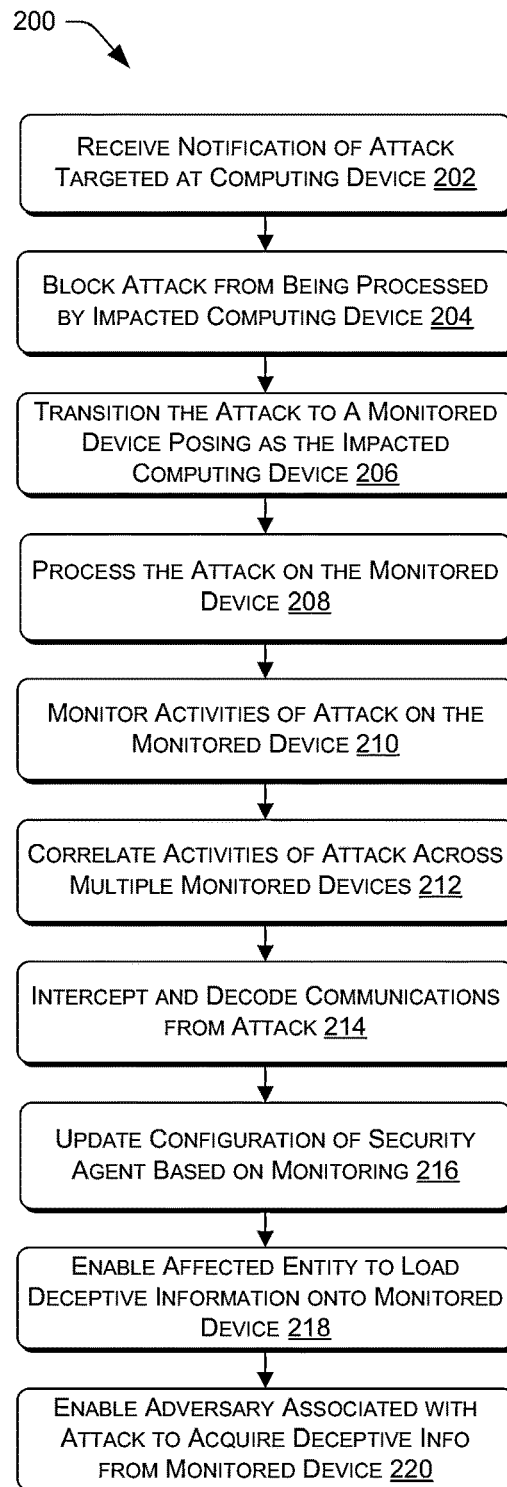 200
RECEIVE NOTIFICATION OF ATTACK
TARGETED AT COMPUTING DEVICE 202
BLOCK ATTACK FROM BEING PROCESSED
BY IMPACTED COMPUTING DEVICE 204
TRANSITION THE ATTACK TO A MONITORED
DEVICE POSING AS THE IMPACTED
COMPUTING DEVICE 206
PROCESS THE ATTACK ON THE MONITORED
DEVICE 208
MONITOR ACTIVITIES OF ATTACK ON THE
MONITORED DEVICE 210
CORRELATE ACTIVITIES OF ATTACK ACROSS
MULTIPLE MONITORED DEVICES 212
INTERCEPT AND DECODE COMMUNICATIONS
FROM ATTACK 214
UPDATE CONFIGURATION OF SECURITY
AGENT BASED ON MONITORING 216
ENABLE AFFECTED ENTITY TO LOAD
DECEPTIVE INFORMATION ONTO MONITORED
DEVICE 218
ENABLE ADVERSARY ASSOCIATED WITH
ATTACK TO ACQUIRE DECEPTIVE INFO
FROM MONITORED DEVICE 220